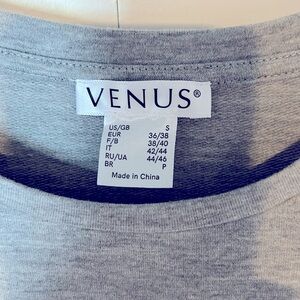 VENUS®
US/GB S
EUR 36/38
F/B 38/40
IT 42/44
RU/UA 44/46
BR P
Made in China